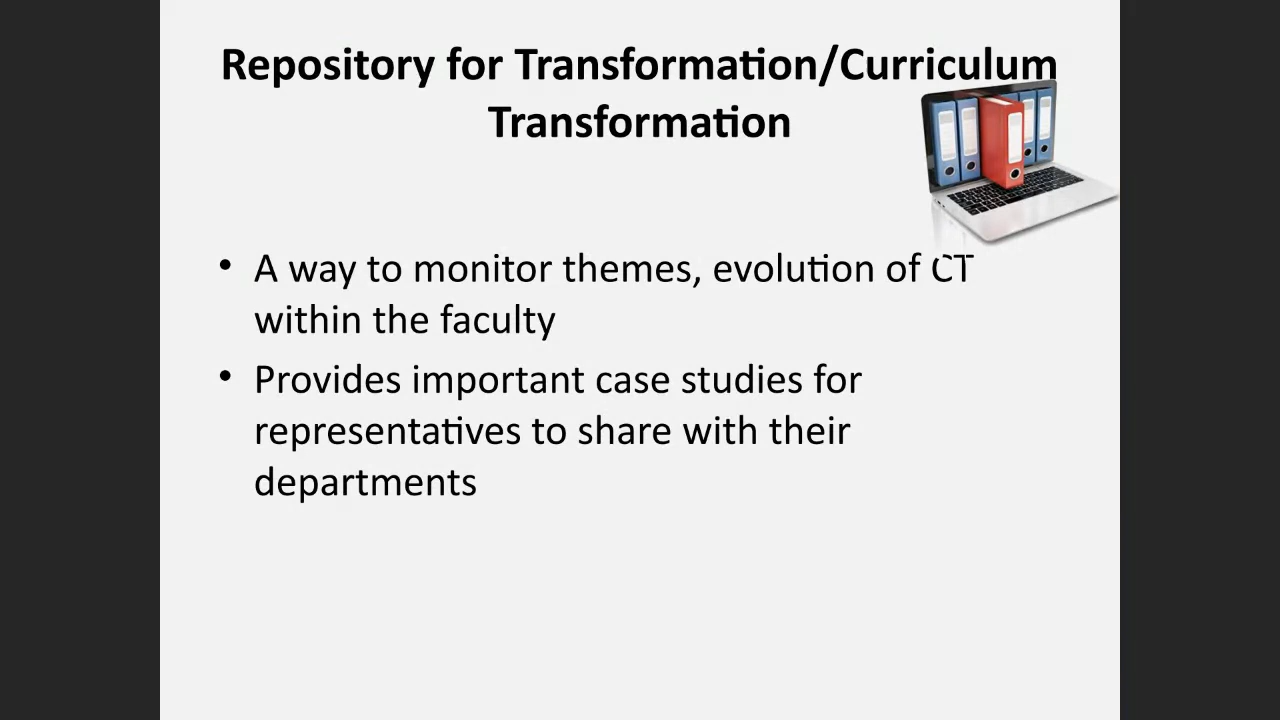 Repository for Transformation/Curriculum
Transformation
• A way to monitor themes, evolution of CT
within the faculty
• Provides important case studies for
representatives to share with their
departments